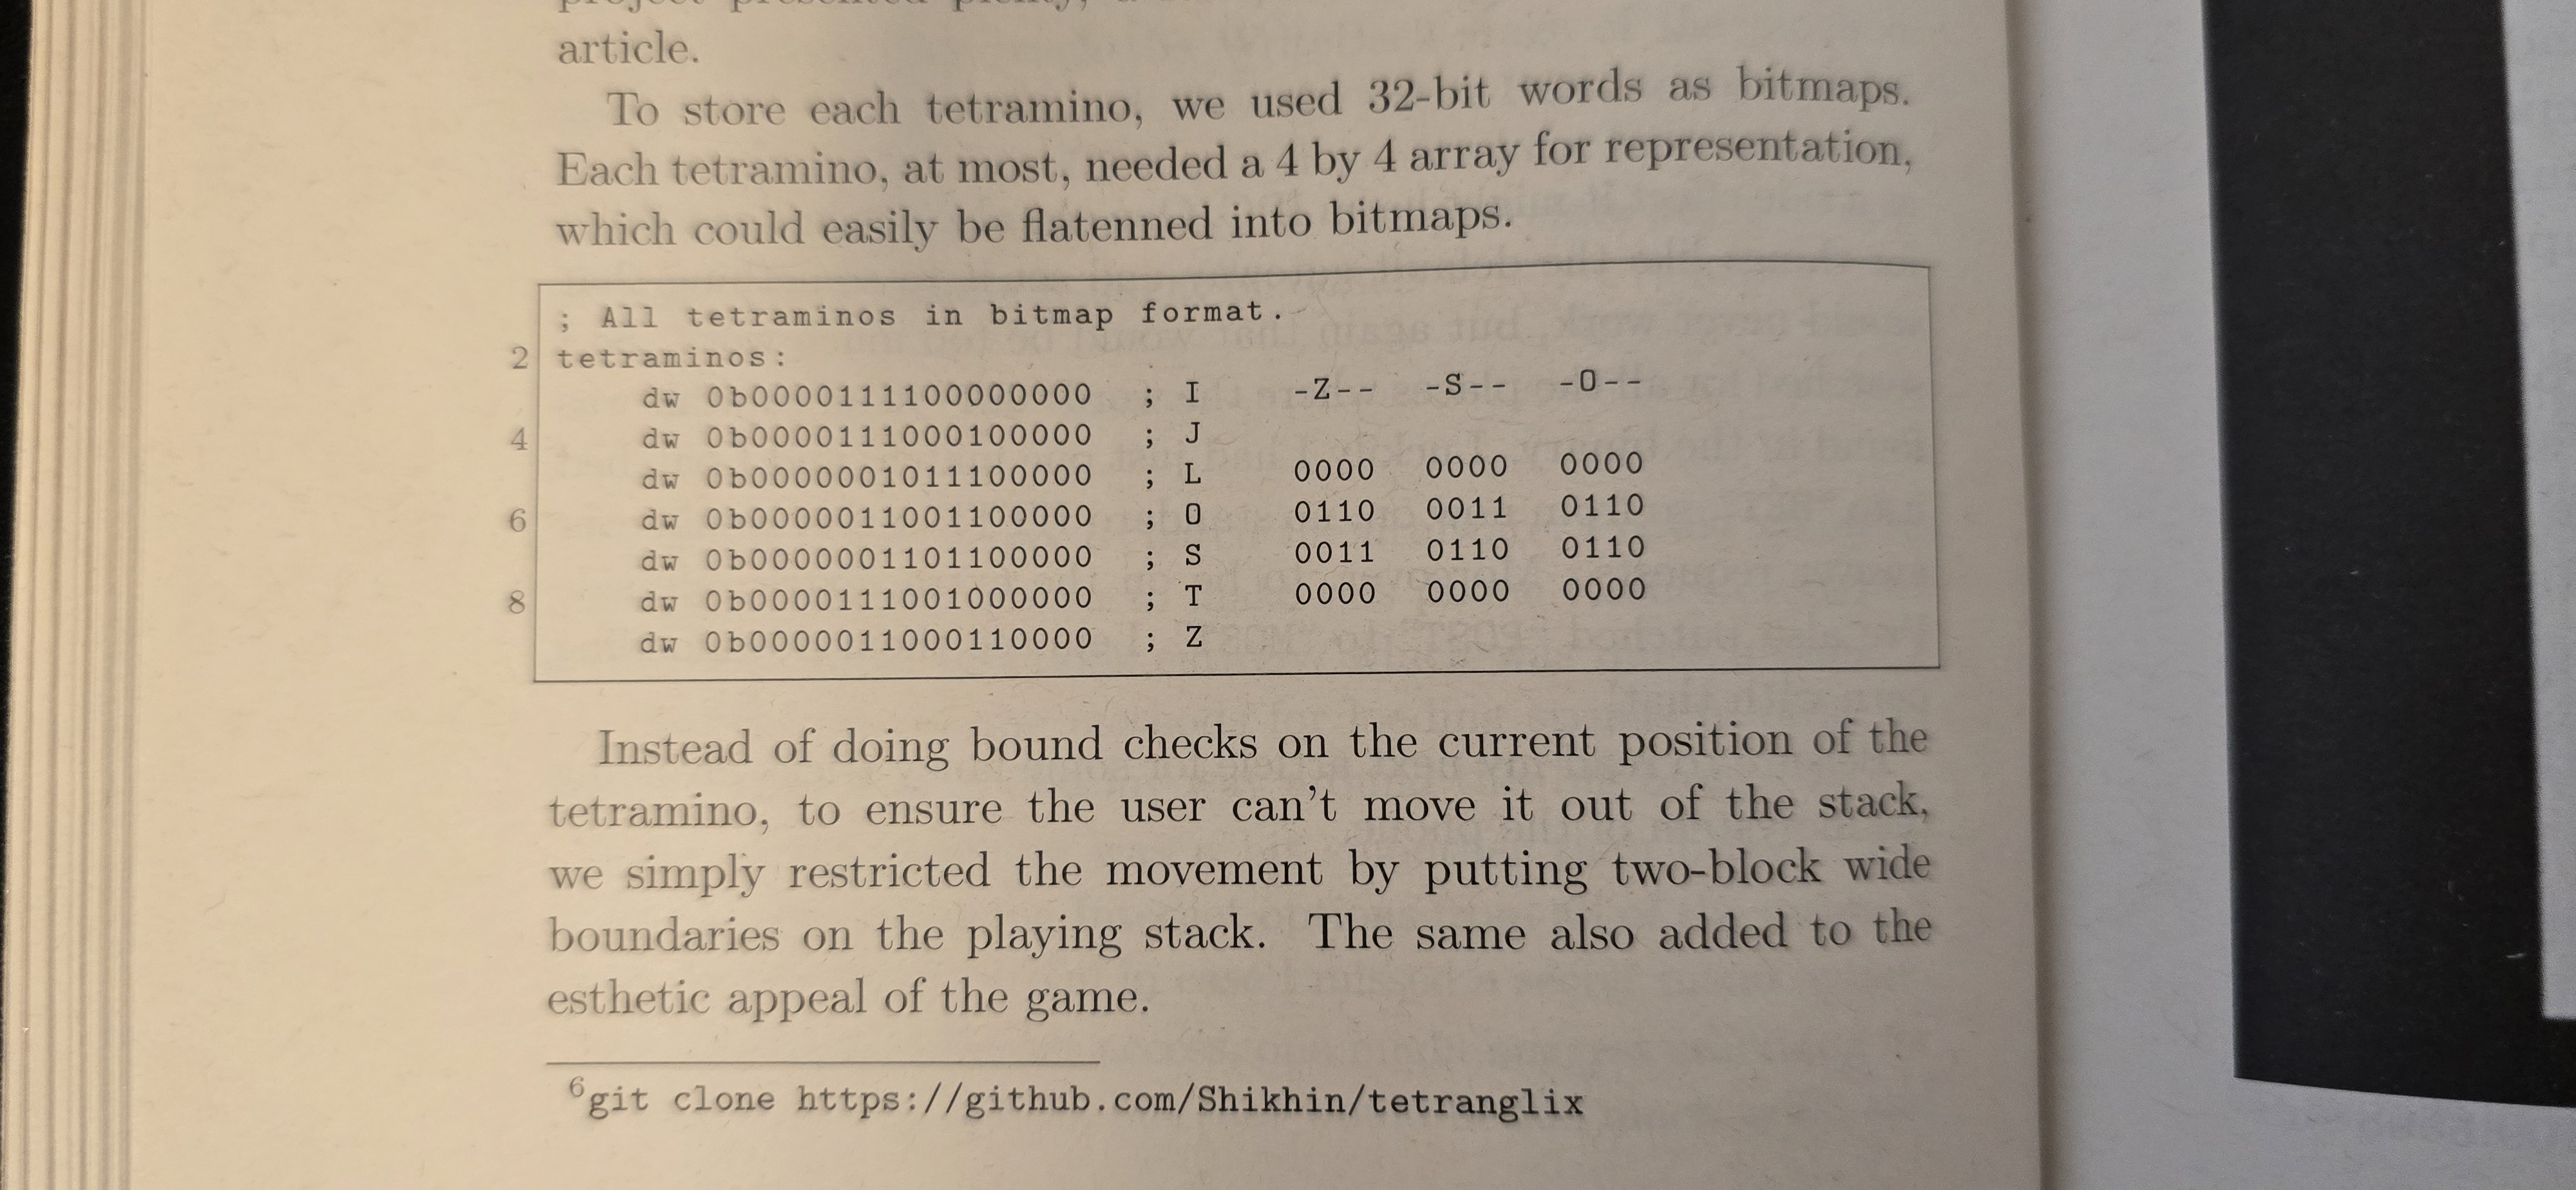 article.
To store each tetramino, we used 32-bit words as bitmaps.
Each tetramino, at most, needed a 4 by 4 array for representation,
which could easily be flatenned into bitmaps.
; All tetraminos in bitmap format.
2 tetraminos:
dw 0b0000111100000000 ; I -Z-- -S-- -O--
4 dw 0b0000111000100000 ; J
dw 0b0000001011100000 ; L 0000 0000 0000
6 dw 0b0000011001100000 ; O 0110 0011 0110
dw 0b0000001101100000 ; S 0011 0110 0110
8 dw 0b0000111001000000 ; T 0000 0000 0000
dw 0b0000011000110000 ; Z
Instead of doing bound checks on the current position of the
tetramino, to ensure the user can't move it out of the stack,
we simply restricted the movement by putting two-block wide
boundaries on the playing stack. The same also added to the
esthetic appeal of the game.
6git clone https://github.com/Shikhin/tetranglix